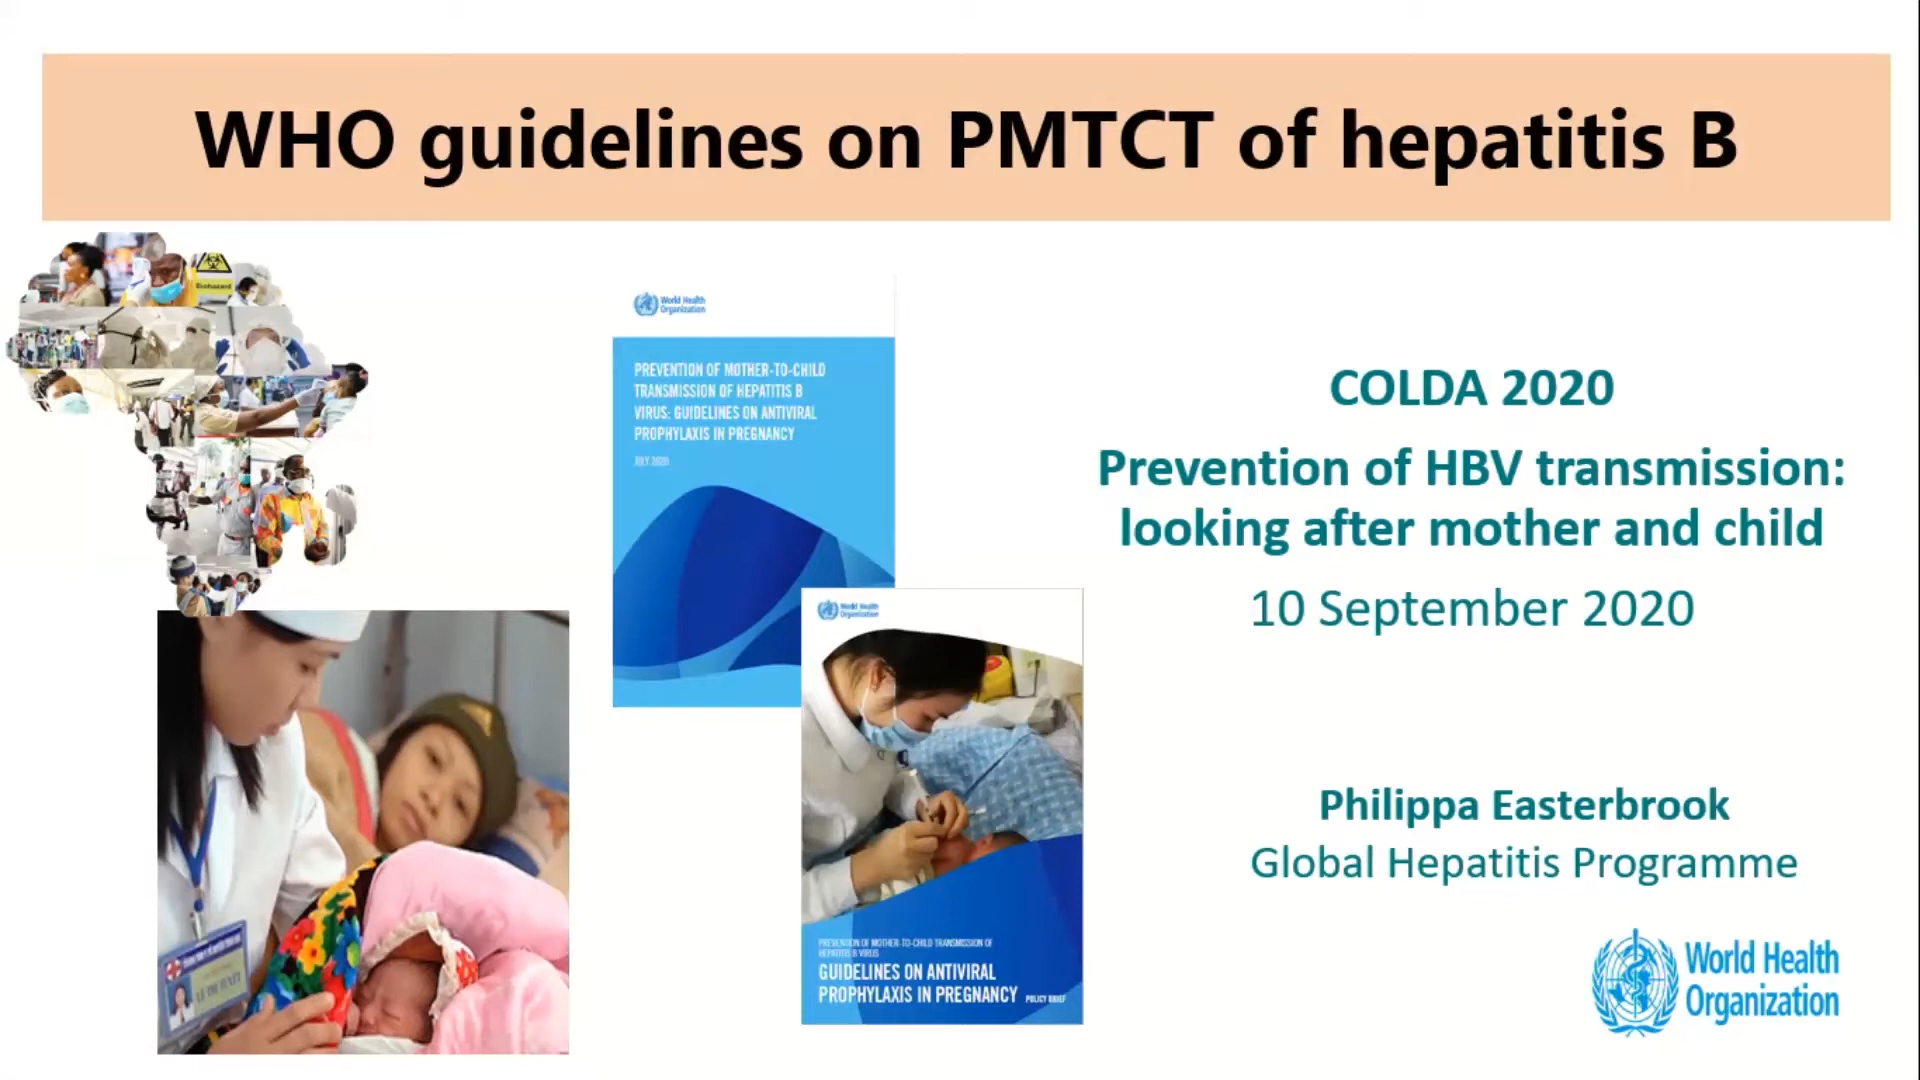 WHO guidelines on PMTCT of hepatitis B
Biohazard
World Health
Organization
PREVENTION OF MOTHER-TO-CHILD
TRANSMISSION OF HEPATITIS B
VIRUS: GUIDELINES ON ANTIVIRAL
PROPHYLAXIS IN PREGNANCY
JULY 2020
COLDA 2020
Prevention of HBV transmission:
looking after mother and child
10 September 2020
World Health
Organization
PREVENTION OF MOTHER-TO-CHILD TRANSMISSION OF
HEPATITIS B VIRUS
GUIDELINES ON ANTIVIRAL
PROPHYLAXIS IN PREGNANCY POLICY BRIEF
Philippa Easterbrook
Global Hepatitis Programme
World Health
Organization